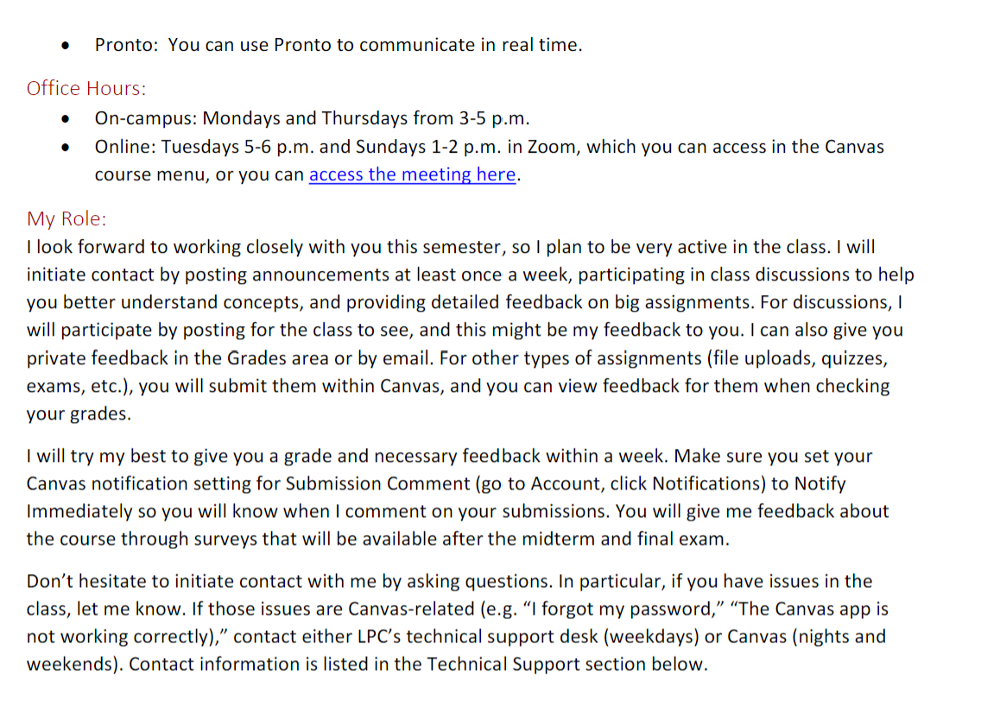 • Pronto:  You can use Pronto to communicate in real time.
Office Hours:
• On-campus: Mondays and Thursdays from 3-5 p.m.
• Online: Tuesdays 5-6 p.m. and Sundays 1-2 p.m. in Zoom, which you can access in the Canvas
course menu, or you can access the meeting here.
My Role:
I look forward to working closely with you this semester, so I plan to be very active in the class. I will
initiate contact by posting announcements at least once a week, participating in class discussions to help
you better understand concepts, and providing detailed feedback on big assignments. For discussions, I
will participate by posting for the class to see, and this might be my feedback to you. I can also give you
private feedback in the Grades area or by email. For other types of assignments (file uploads, quizzes,
exams, etc.), you will submit them within Canvas, and you can view feedback for them when checking
your grades.
I will try my best to give you a grade and necessary feedback within a week. Make sure you set your
Canvas notification setting for Submission Comment (go to Account, click Notifications) to Notify
Immediately so you will know when I comment on your submissions. You will give me feedback about
the course through surveys that will be available after the midterm and final exam.
Don’t hesitate to initiate contact with me by asking questions. In particular, if you have issues in the
class, let me know. If those issues are Canvas-related (e.g. “I forgot my password,” “The Canvas app is
not working correctly),” contact either LPC’s technical support desk (weekdays) or Canvas (nights and
weekends). Contact information is listed in the Technical Support section below.